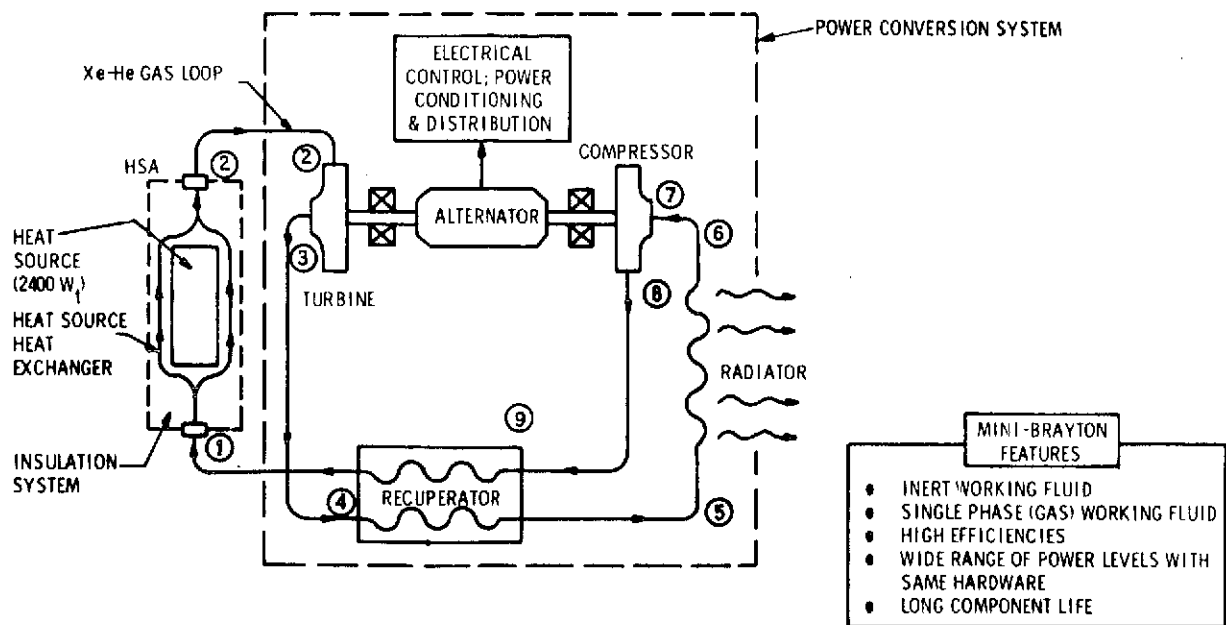 POWER CONVERSION SYSTEM
ELECTRICAL
CONTROL; POWER
CONDITIONING
& DISTRIBUTION
Xe-He GAS LOOP
COMPRESSOR
HSA
2
2
7
6
ALTERNATOR
HEAT
SOURCE
(2400 Wt)
3
8
TURBINE
HEAT SOURCE
HEAT
EXCHANGER
RADIATOR
9
1
INSULATION
SYSTEM
RECUPERATOR
4
5
MINI-BRAYTON
FEATURES
• INERT WORKING FLUID
• SINGLE PHASE (GAS) WORKING FLUID
• HIGH EFFICIENCIES
• WIDE RANGE OF POWER LEVELS WITH
SAME HARDWARE
• LONG COMPONENT LIFE